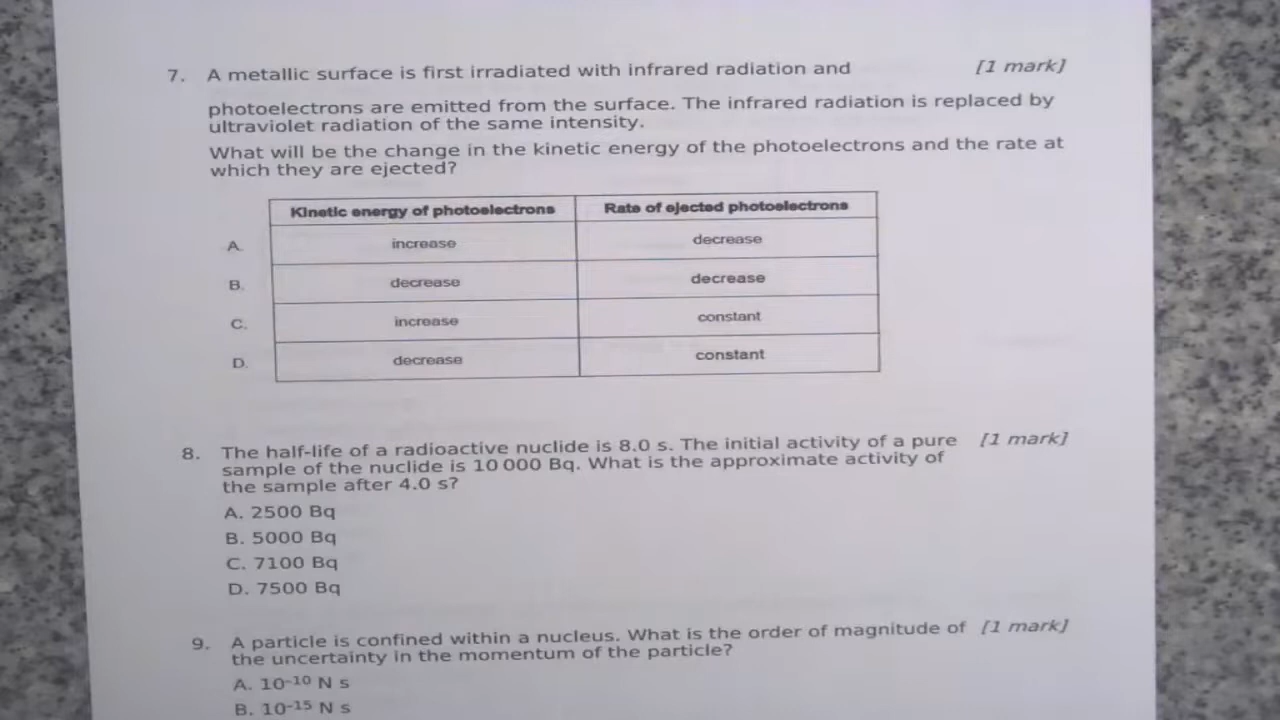 7. A metallic surface is first irradiated with infrared radiation and [1 mark]
photoelectrons are emitted from the surface. The infrared radiation is replaced by
ultraviolet radiation of the same intensity.
What will be the change in the kinetic energy of the photoelectrons and the rate at
which they are ejected?
Kinetic energy of photoelectrons Rate of ejected photoelectrons
A. increase decrease
B. decrease decrease
C. increase constant
D. decrease constant
8. The half-life of a radioactive nuclide is 8.0 s. The initial activity of a pure [1 mark]
sample of the nuclide is 10 000 Bq. What is the approximate activity of
the sample after 4.0 s?
A. 2500 Bq
B. 5000 Bq
C. 7100 Bq
D. 7500 Bq
9. A particle is confined within a nucleus. What is the order of magnitude of [1 mark]
the uncertainty in the momentum of the particle?
A. 10⁻¹⁰ N s
B. 10⁻¹⁵ N s